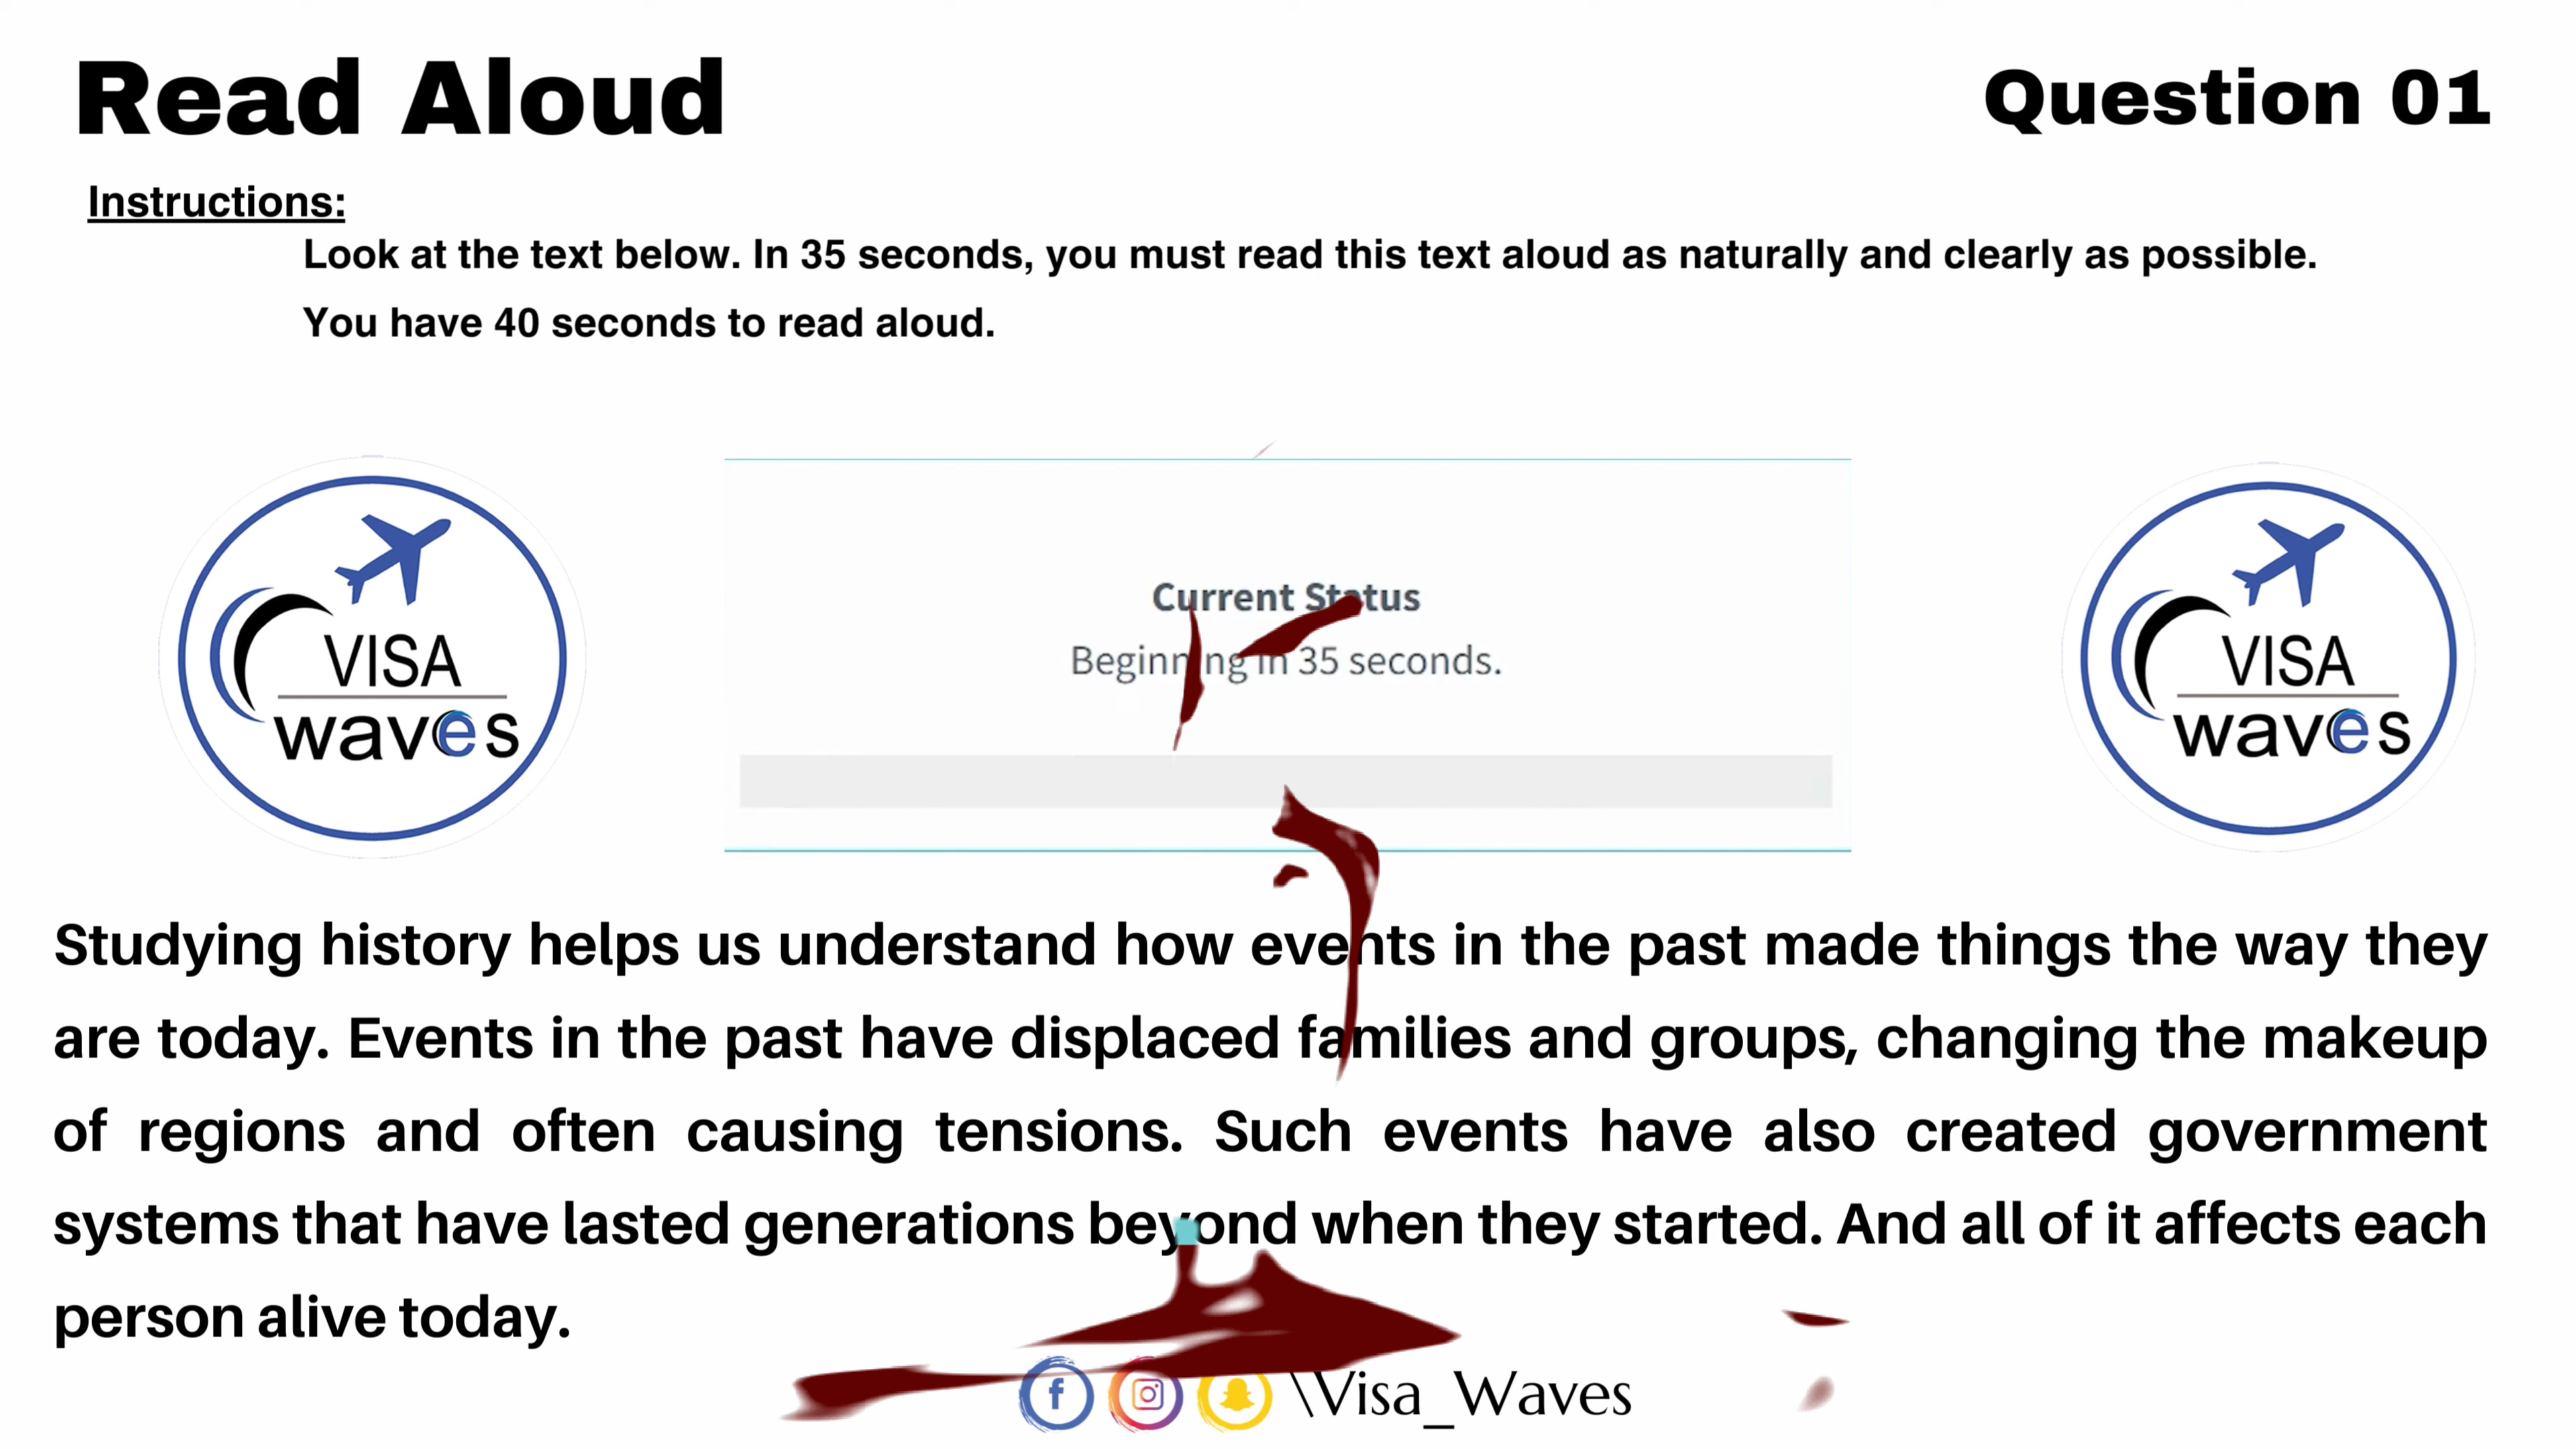 Read Aloud
Question 01
Instructions:
Look at the text below. In 35 seconds, you must read this text aloud as naturally and clearly as possible.
You have 40 seconds to read aloud.
VISA
waves
Current Status
Beginning in 35 seconds.
VISA
waves
Studying history helps us understand how events in the past made things the way they
are today. Events in the past have displaced families and groups, changing the makeup
of regions and often causing tensions. Such events have also created government
systems that have lasted generations beyond when they started. And all of it affects each
person alive today.
\Visa_Waves